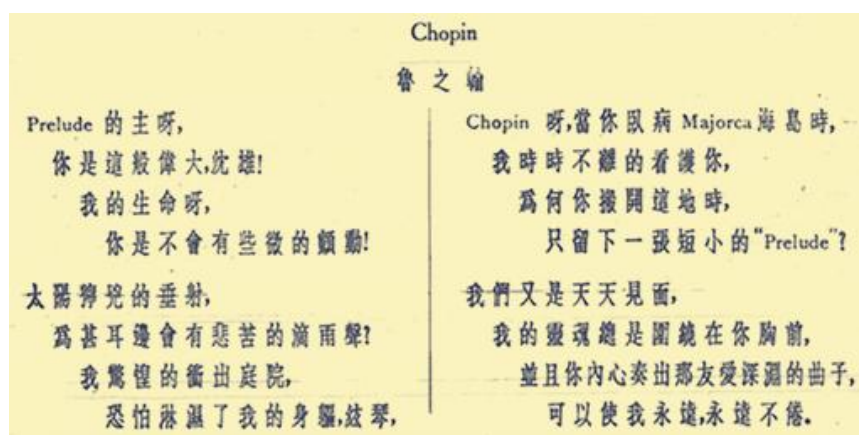 Chopin
魯之翰
Prelude 的主呀,
你是這般偉大,沈雄!
我的生命呀,
你是不會有些微的顫動!
太陽獰兇的垂射,
爲甚耳邊會有悲苦的滴雨聲?
我驚惶的衝出庭院,
恐怕淋濕了我的身軀,絃琴,
Chopin 呀,當你臥病 Majorca 海島時,
我時時不離的看護你,
爲何你搬開這地時,
只留下一張短小的“Prelude”?
我們又是天天見面,
我的靈魂總是圍繞在你胸前,
並且你內心奏出那友愛深淵的曲子,
可以使我永遠,永遠不倦.